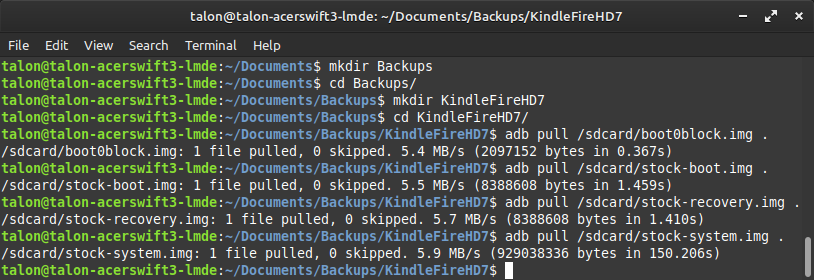 talon@talon-acerswift3-lmde: ~/Documents/Backups/KindleFireHD7
File Edit View Search Terminal Help
talon@talon-acerswift3-lmde:~/Documents$ mkdir Backups
talon@talon-acerswift3-lmde:~/Documents$ cd Backups/
talon@talon-acerswift3-lmde:~/Documents/Backups$ mkdir KindleFireHD7
talon@talon-acerswift3-lmde:~/Documents/Backups$ cd KindleFireHD7/
talon@talon-acerswift3-lmde:~/Documents/Backups/KindleFireHD7$ adb pull /sdcard/boot0block.img .
/sdcard/boot0block.img: 1 file pulled, 0 skipped. 5.4 MB/s (2097152 bytes in 0.367s)
talon@talon-acerswift3-lmde:~/Documents/Backups/KindleFireHD7$ adb pull /sdcard/stock-boot.img .
/sdcard/stock-boot.img: 1 file pulled, 0 skipped. 5.5 MB/s (8388608 bytes in 1.459s)
talon@talon-acerswift3-lmde:~/Documents/Backups/KindleFireHD7$ adb pull /sdcard/stock-recovery.img .
/sdcard/stock-recovery.img: 1 file pulled, 0 skipped. 5.7 MB/s (8388608 bytes in 1.410s)
talon@talon-acerswift3-lmde:~/Documents/Backups/KindleFireHD7$ adb pull /sdcard/stock-system.img .
/sdcard/stock-system.img: 1 file pulled, 0 skipped. 5.9 MB/s (929038336 bytes in 150.206s)
talon@talon-acerswift3-lmde:~/Documents/Backups/KindleFireHD7$